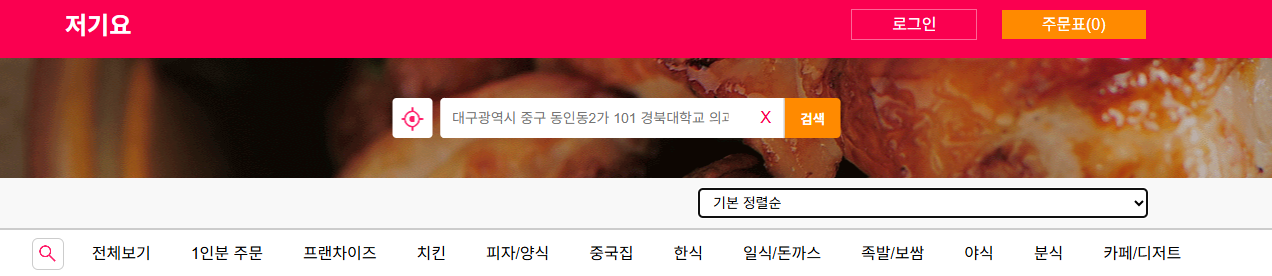 저기요
로그인
주문표(0)
대구광역시 중구 동인동2가 101 경북대학교 의과
X
검색
기본 정렬순
전체보기 1인분 주문 프랜차이즈 치킨 피자/양식 중국집 한식 일식/돈까스 족발/보쌈 야식 분식 카페/디저트